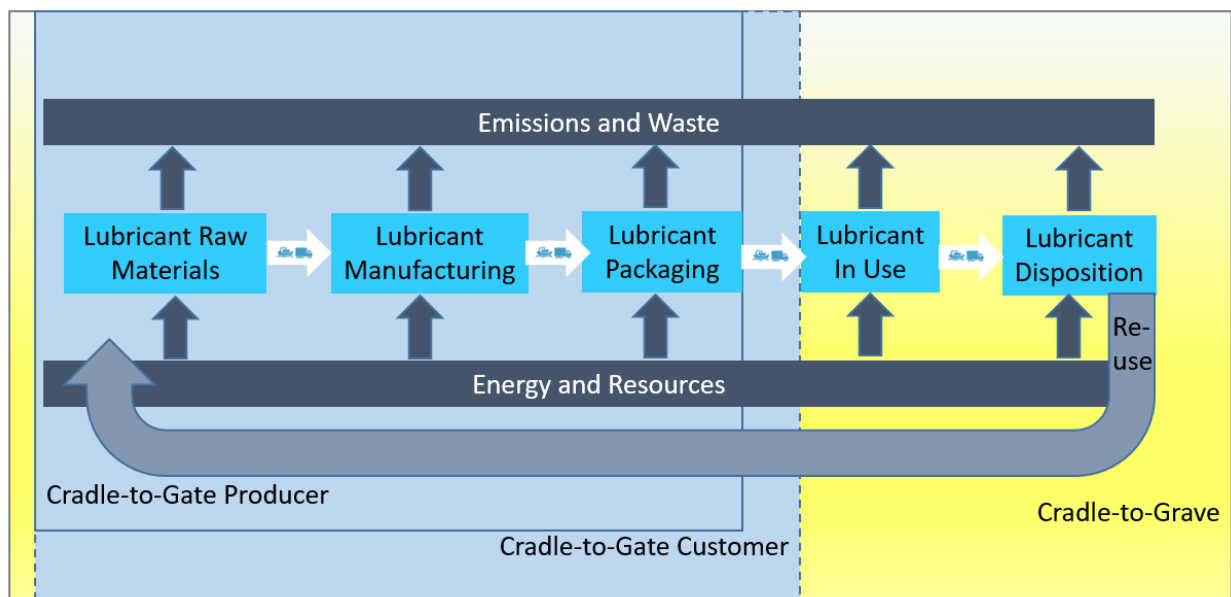 Emissions and Waste
Lubricant Raw
Materials
Lubricant
Manufacturing
Lubricant
Packaging
Lubricant
In Use
Lubricant
Disposition
Re-
use
Energy and Resources
Cradle-to-Gate Producer
Cradle-to-Grave
Cradle-to-Gate Customer